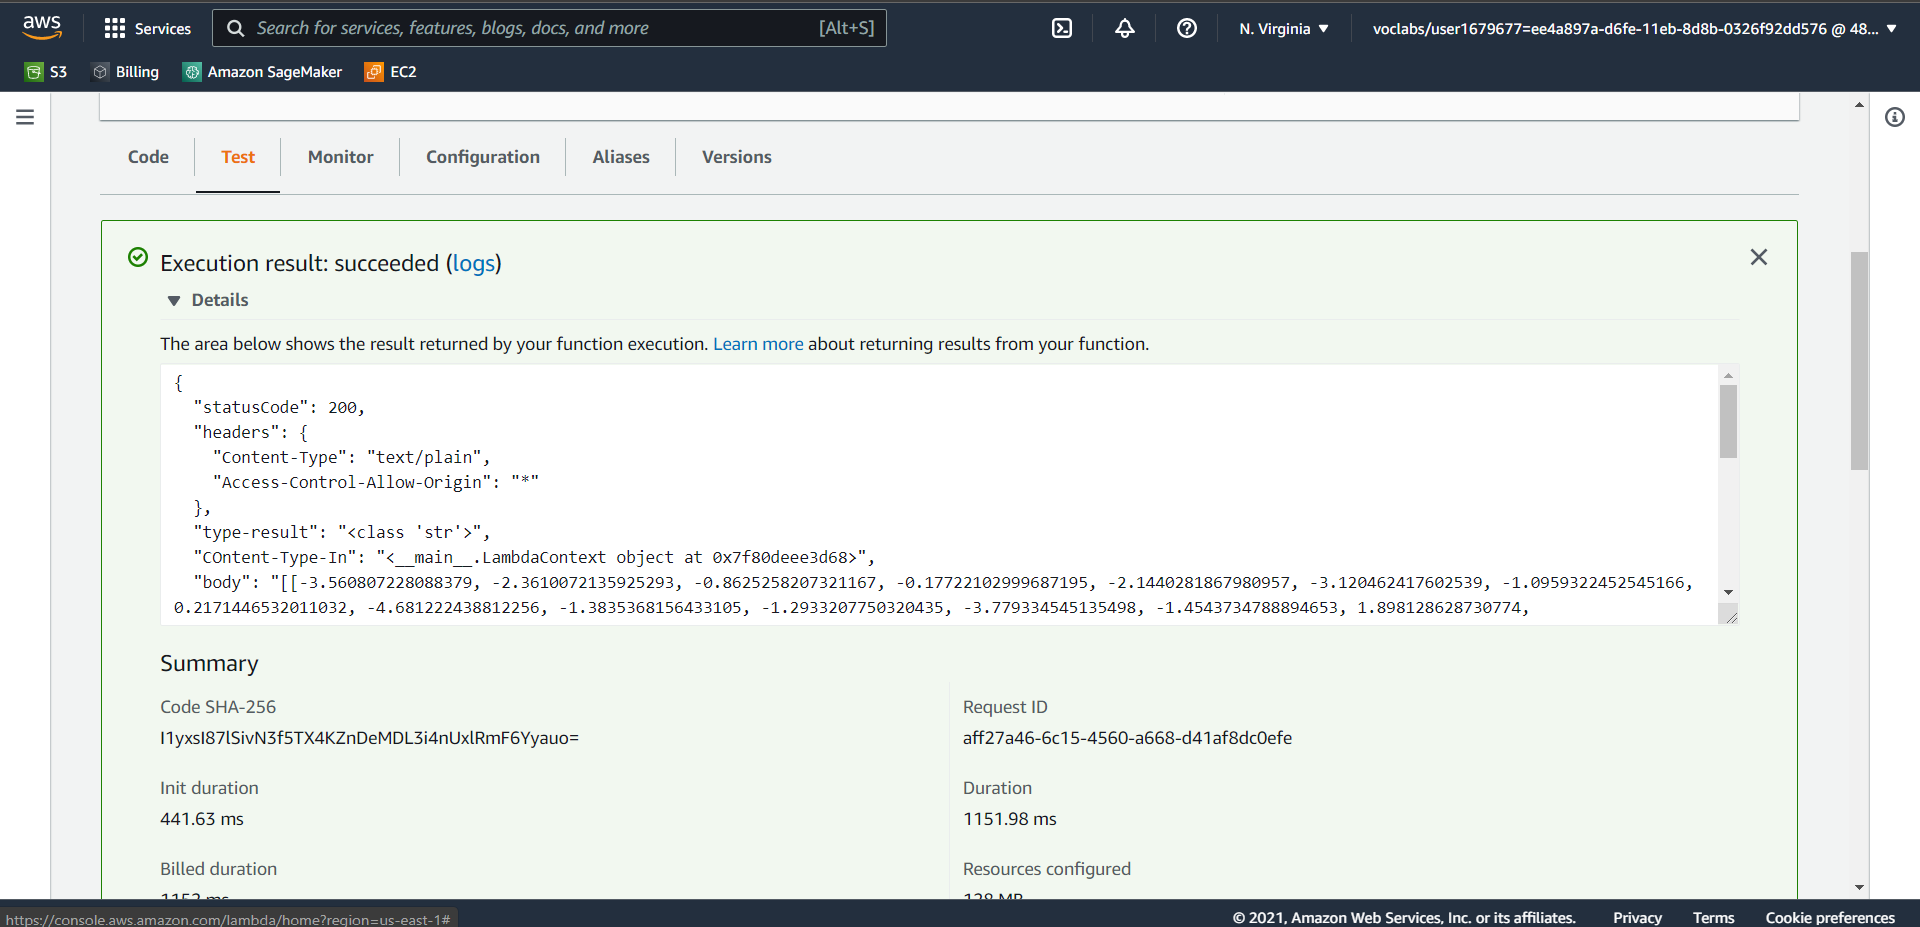 aws Services Search for services, features, blogs, docs, and more [Alt+S] N. Virginia ▼ voclabs/user1679677=ee4a897a-d6fe-11eb-8d8b-0326f92dd576 @ 48... ▼
S3 Billing Amazon SageMaker EC2
Code Test Monitor Configuration Aliases Versions
Execution result: succeeded (logs)
▼ Details
The area below shows the result returned by your function execution. Learn more about returning results from your function.
{
"statusCode": 200,
"headers": {
"Content-Type": "text/plain",
"Access-Control-Allow-Origin": "*"
},
"type-result": "<class 'str'>",
"COntent-Type-In": "<__main__.LambdaContext object at 0x7f80deee3d68>",
"body": "[[-3.560807228088379, -2.3610072135925293, -0.8625258207321167, -0.17722102999687195, -2.1440281867980957, -3.120462417602539, -1.0959322452545166,
0.2171446532011032, -4.681222438812256, -1.3835368156433105, -1.2933207750320435, -3.779334545135498, -1.4543734788894653, 1.898128628730774,
Summary
Code SHA-256
I1yxsI87lSivN3f5TX4KZnDeMDL3i4nUxlRmF6Yyauo=
Request ID
aff27a46-6c15-4560-a668-d41af8dc0efe
Init duration
441.63 ms
Duration
1151.98 ms
Billed duration
1152 ms
Resources configured
128 MB
https://console.aws.amazon.com/lambda/home?region=us-east-1#
© 2021, Amazon Web Services, Inc. or its affiliates. Privacy Terms Cookie preferences